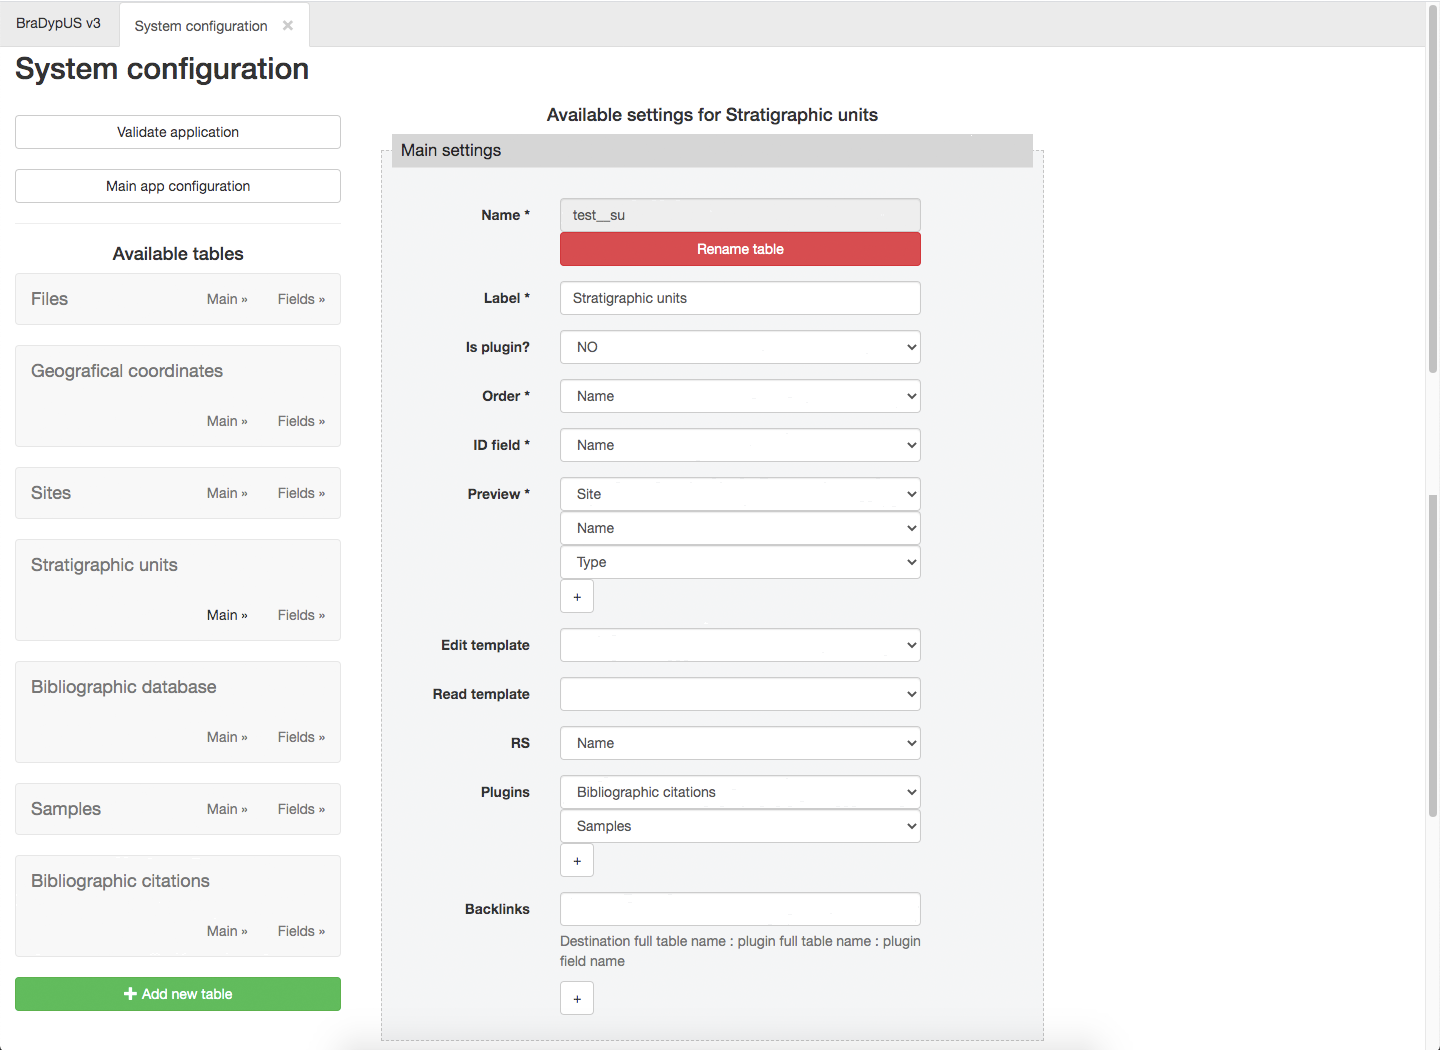 BraDypUS v3
System configuration ×
System configuration
Validate application
Main app configuration
Available tables
Files Main » Fields »
Geografical coordinates
Main » Fields »
Sites Main » Fields »
Stratigraphic units
Main » Fields »
Bibliographic database
Main » Fields »
Samples Main » Fields »
Bibliographic citations
Main » Fields »
+ Add new table
Available settings for Stratigraphic units
Main settings
Name * test__su
Rename table
Label * Stratigraphic units
Is plugin? NO
Order * Name
ID field * Name
Preview * Site
Name
Type
+
Edit template
Read template
RS Name
Plugins Bibliographic citations
Samples
+
Backlinks
Destination full table name : plugin full table name : plugin
field name
+